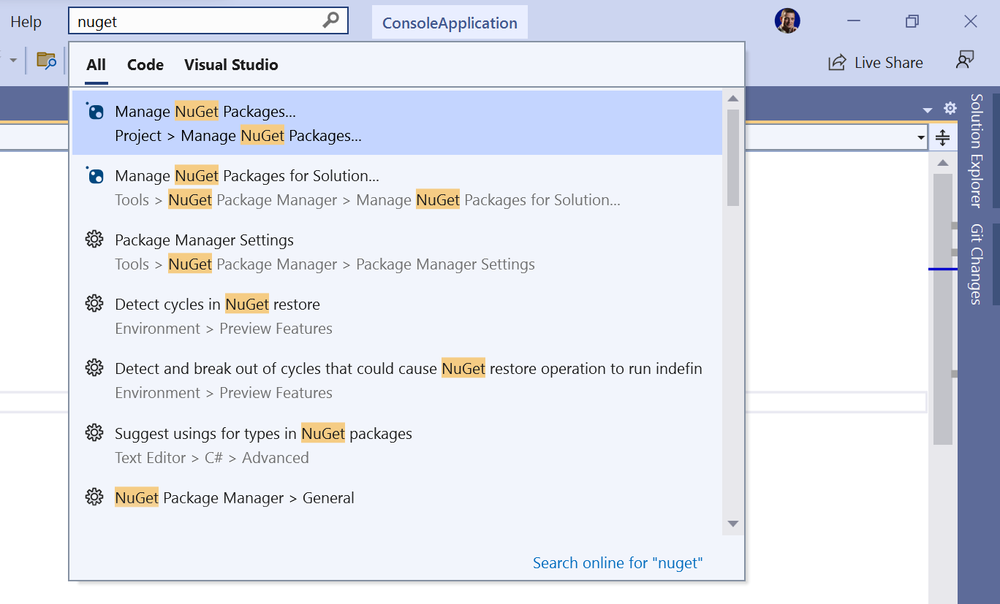 Help
nuget
ConsoleApplication
Live Share
All Code Visual Studio
Manage NuGet Packages...
Project > Manage NuGet Packages...
Manage NuGet Packages for Solution...
Tools > NuGet Package Manager > Manage NuGet Packages for Solution...
Package Manager Settings
Tools > NuGet Package Manager > Package Manager Settings
Detect cycles in NuGet restore
Environment > Preview Features
Detect and break out of cycles that could cause NuGet restore operation to run indefin
Environment > Preview Features
Suggest usings for types in NuGet packages
Text Editor > C# > Advanced
NuGet Package Manager > General
Search online for "nuget"
Solution Explorer
Git Changes